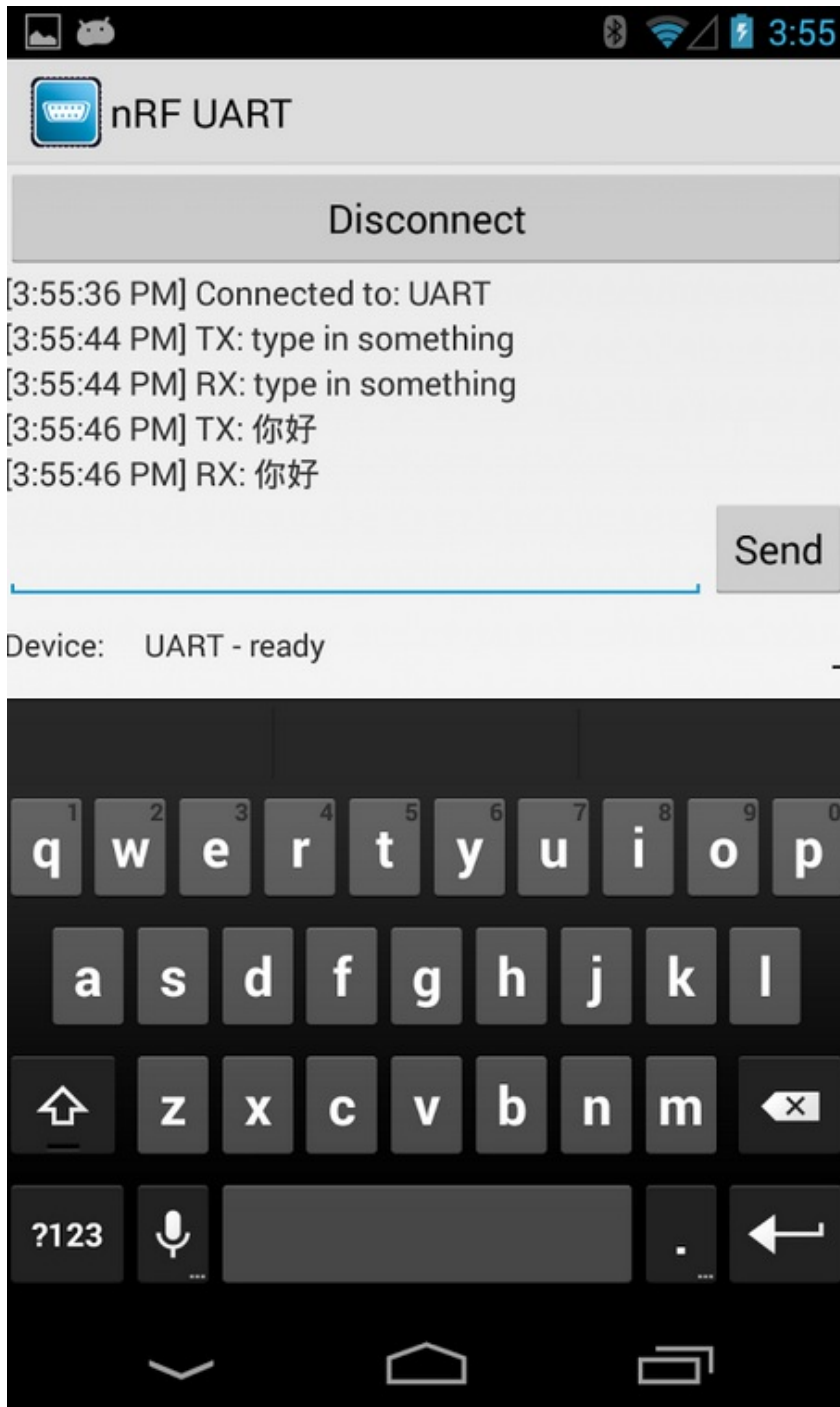 3:55
nRF UART
Disconnect
[3:55:36 PM] Connected to: UART
[3:55:44 PM] TX: type in something
[3:55:44 PM] RX: type in something
[3:55:46 PM] TX: 你好
[3:55:46 PM] RX: 你好
Send
Device: UART - ready
1 2 3 4 5 6 7 8 9 0
q w e r t y u i o p
a s d f g h j k l
z x c v b n m
?123 .